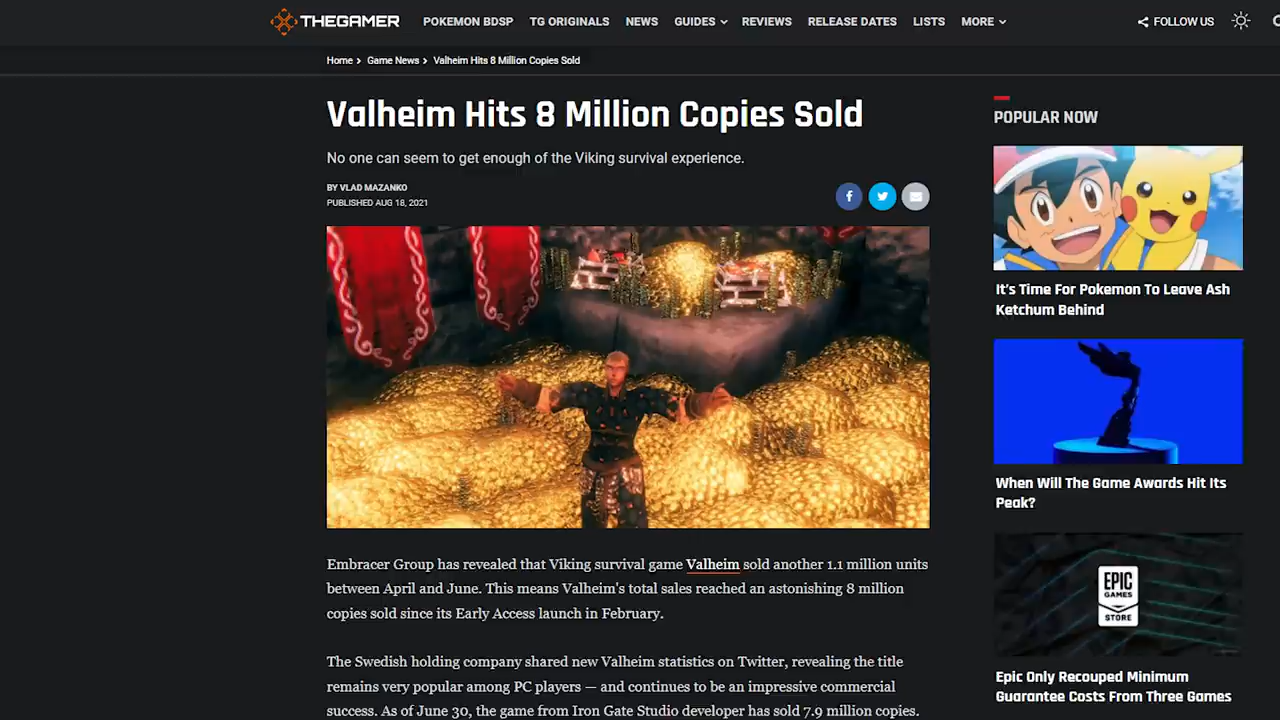 THEGAMER POKEMON BDSP TG ORIGINALS NEWS GUIDES REVIEWS RELEASE DATES LISTS MORE FOLLOW US
Home > Game News > Valheim Hits 8 Million Copies Sold
Valheim Hits 8 Million Copies Sold
No one can seem to get enough of the Viking survival experience.
BY VLAD MAZANKO
PUBLISHED AUG 18, 2021
Embracer Group has revealed that Viking survival game Valheim sold another 1.1 million units
between April and June. This means Valheim's total sales reached an astonishing 8 million
copies sold since its Early Access launch in February.
The Swedish holding company shared new Valheim statistics on Twitter, revealing the title
remains very popular among PC players — and continues to be an impressive commercial
success. As of June 30, the game from Iron Gate Studio developer has sold 7.9 million copies.
POPULAR NOW
It's Time For Pokemon To Leave Ash
Ketchum Behind
When Will The Game Awards Hit Its
Peak?
EPIC
GAMES
STORE
Epic Only Recouped Minimum
Guarantee Costs From Three Games